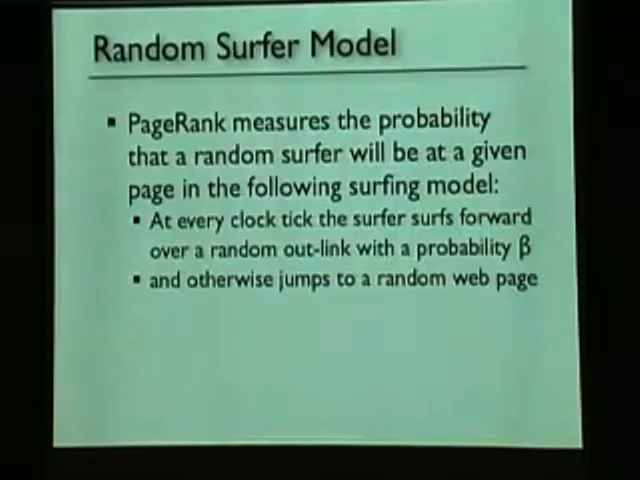 Random Surfer Model
▪ PageRank measures the probability
that a random surfer will be at a given
page in the following surfing model:
▪ At every clock tick the surfer surfs forward
over a random out-link with a probability β
▪ and otherwise jumps to a random web page